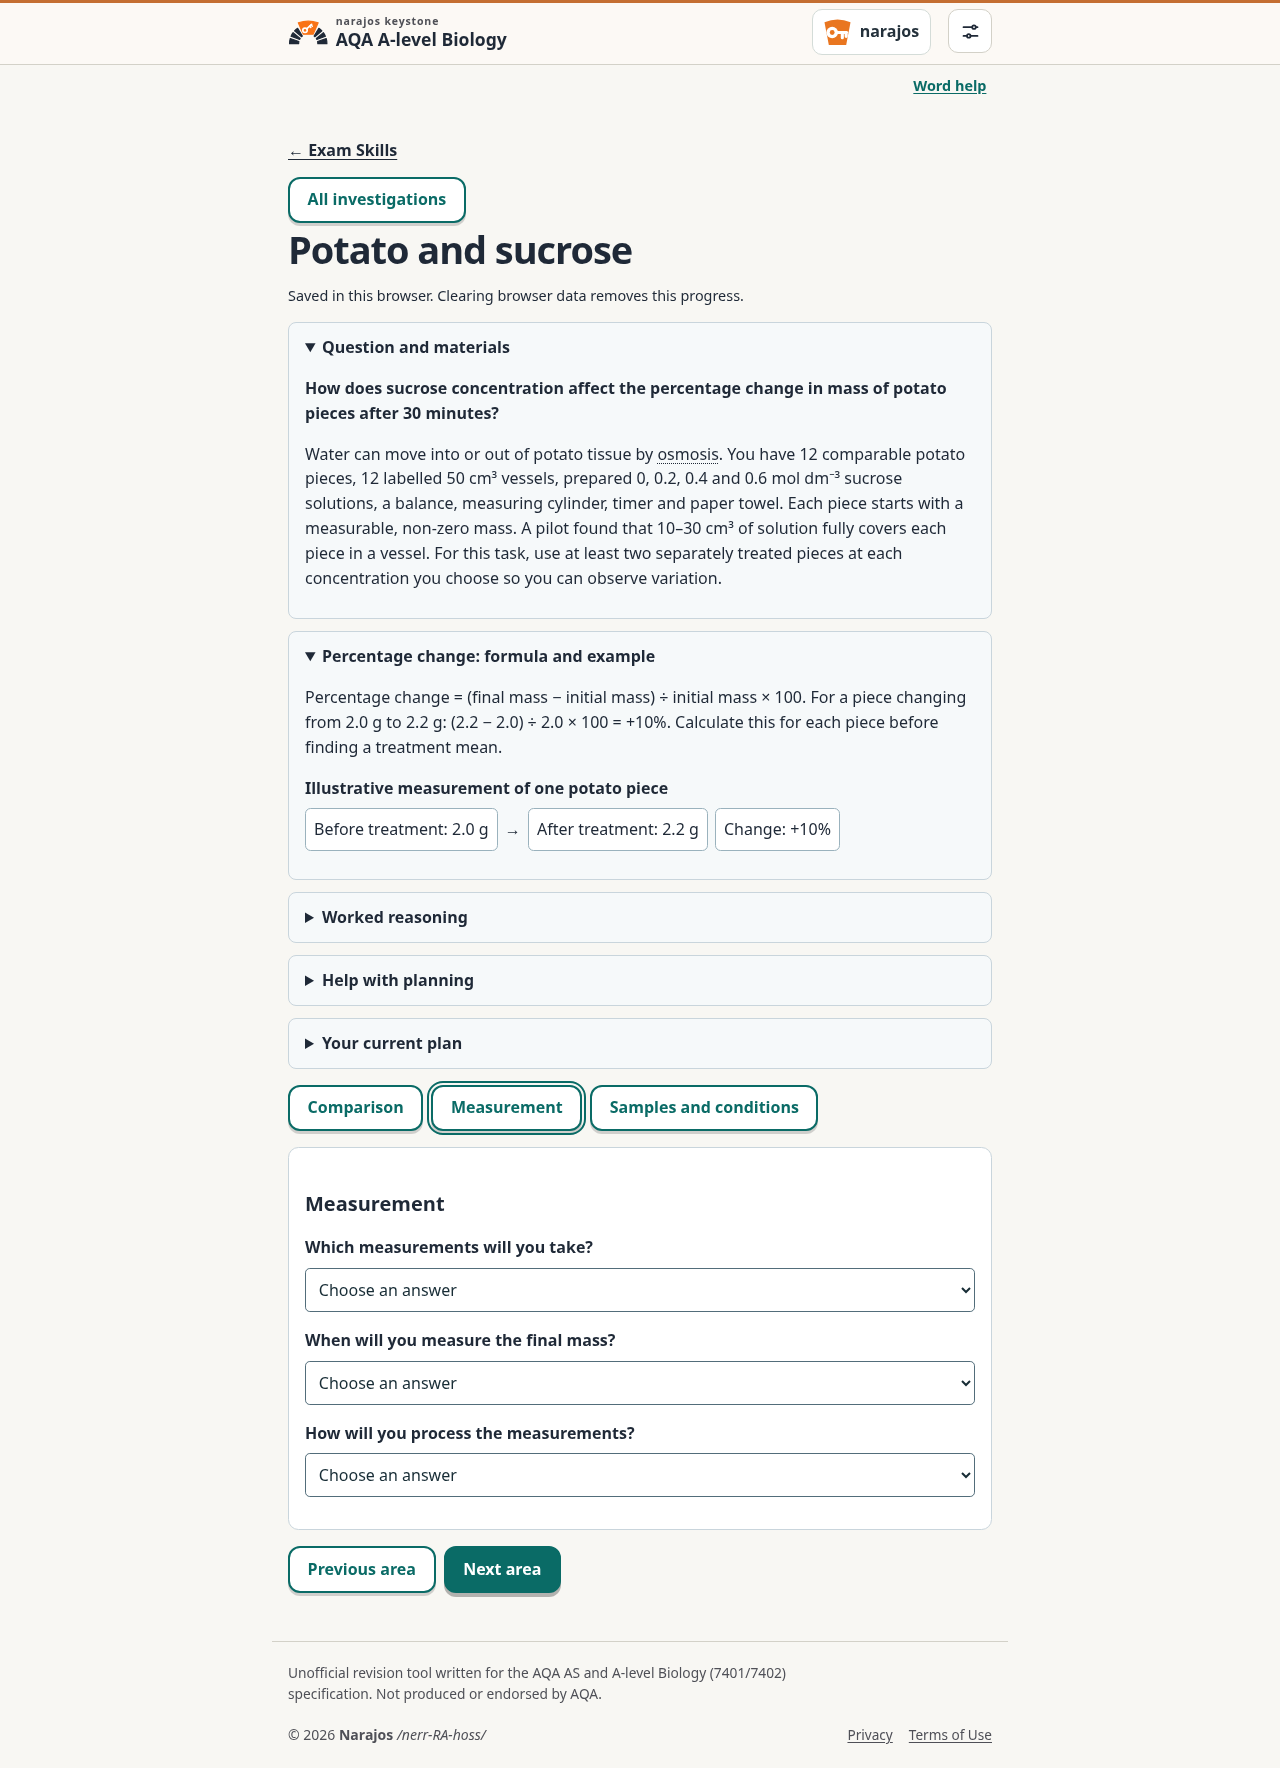 narajos keystone
AQA A-level Biology
narajos
Word help
← Exam Skills
All investigations
Potato and sucrose
Saved in this browser. Clearing browser data removes this progress.
▼ Question and materials
How does sucrose concentration affect the percentage change in mass of potato
pieces after 30 minutes?
Water can move into or out of potato tissue by osmosis. You have 12 comparable potato
pieces, 12 labelled 50 cm³ vessels, prepared 0, 0.2, 0.4 and 0.6 mol dm⁻³ sucrose
solutions, a balance, measuring cylinder, timer and paper towel. Each piece starts with a
measurable, non-zero mass. A pilot found that 10–30 cm³ of solution fully covers each
piece in a vessel. For this task, use at least two separately treated pieces at each
concentration you choose so you can observe variation.
▼ Percentage change: formula and example
Percentage change = (final mass − initial mass) ÷ initial mass × 100. For a piece changing
from 2.0 g to 2.2 g: (2.2 − 2.0) ÷ 2.0 × 100 = +10%. Calculate this for each piece before
finding a treatment mean.
Illustrative measurement of one potato piece
Before treatment: 2.0 g → After treatment: 2.2 g Change: +10%
▶ Worked reasoning
▶ Help with planning
▶ Your current plan
Comparison Measurement Samples and conditions
Measurement
Which measurements will you take?
Choose an answer
When will you measure the final mass?
Choose an answer
How will you process the measurements?
Choose an answer
Previous area Next area
Unofficial revision tool written for the AQA AS and A-level Biology (7401/7402)
specification. Not produced or endorsed by AQA.
© 2026 Narajos /nerr-RA-hoss/
Privacy Terms of Use